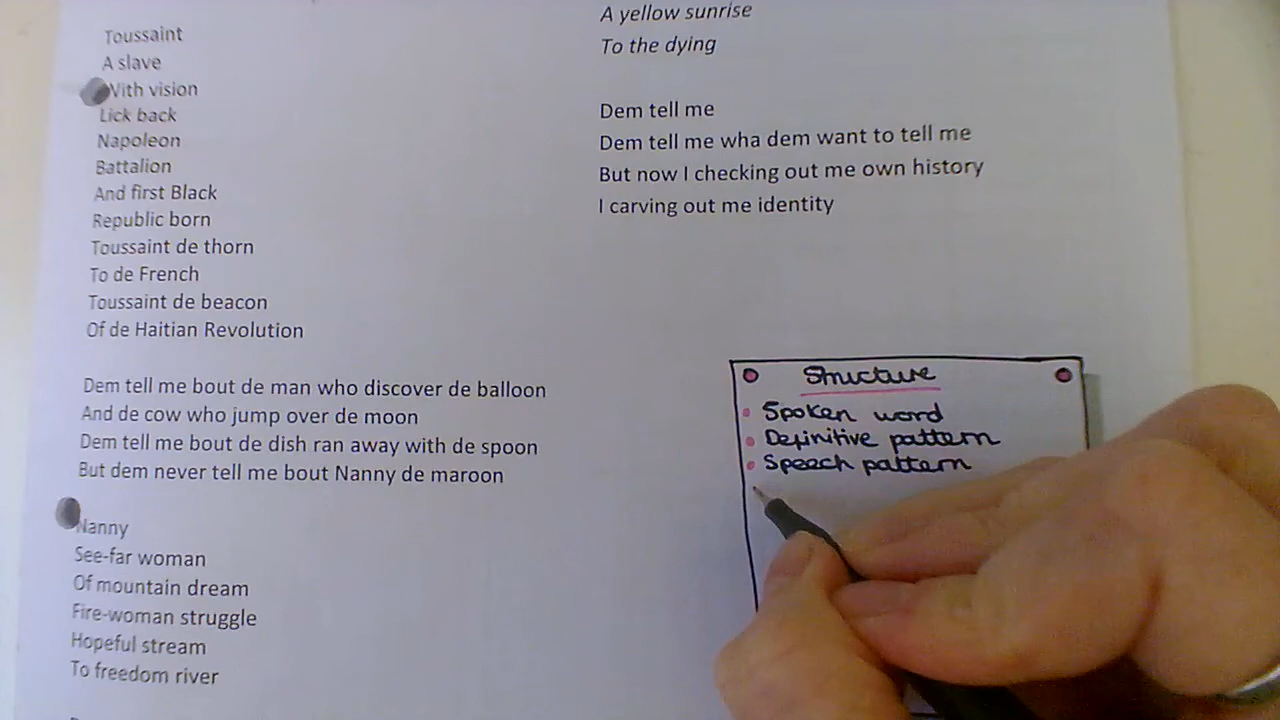 Toussaint
A slave
With vision
Lick back
Napoleon
Battalion
And first Black
Republic born
Toussaint de thorn
To de French
Toussaint de beacon
Of de Haitian Revolution
Dem tell me bout de man who discover de balloon
And de cow who jump over de moon
Dem tell me bout de dish ran away with de spoon
But dem never tell me bout Nanny de maroon
Nanny
See-far woman
Of mountain dream
Fire-woman struggle
Hopeful stream
To freedom river
A yellow sunrise
To the dying
Dem tell me
Dem tell me wha dem want to tell me
But now I checking out me own history
I carving out me identity
Structure
Spoken word
Definitive pattern
Speech pattern